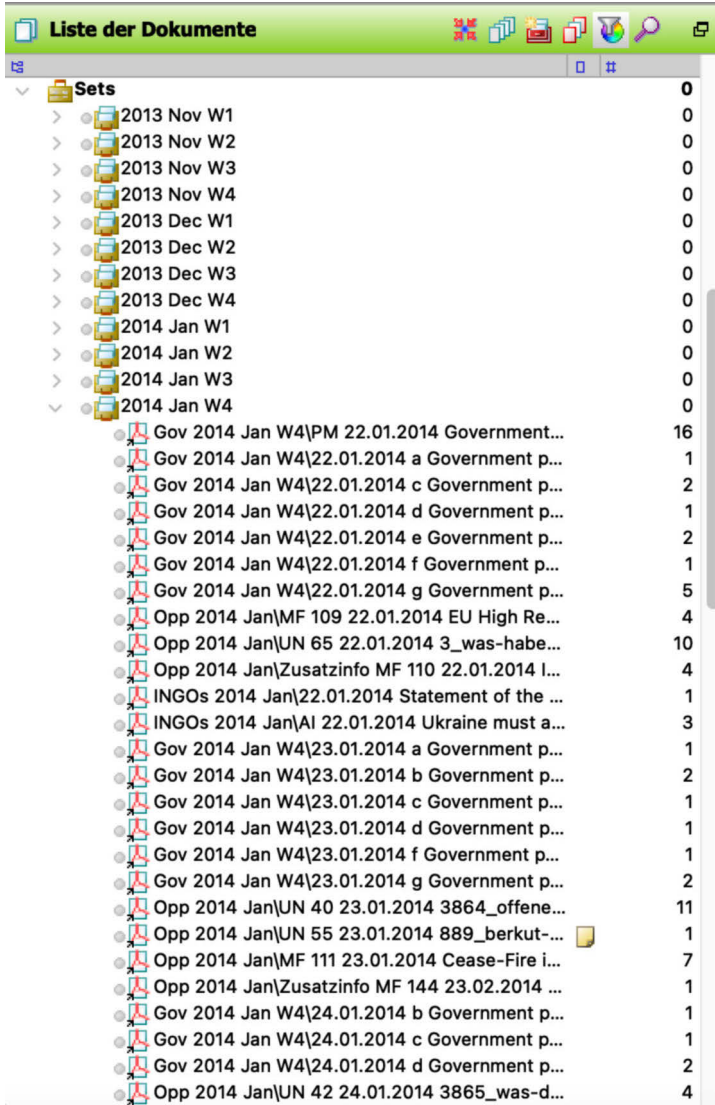 Liste der Dokumente
#
Sets 0
2013 Nov W1 0
2013 Nov W2 0
2013 Nov W3 0
2013 Nov W4 0
2013 Dec W1 0
2013 Dec W2 0
2013 Dec W3 0
2013 Dec W4 0
2014 Jan W1 0
2014 Jan W2 0
2014 Jan W3 0
2014 Jan W4 0
Gov 2014 Jan W4\PM 22.01.2014 Government... 16
Gov 2014 Jan W4\22.01.2014 a Government p... 1
Gov 2014 Jan W4\22.01.2014 c Government p... 2
Gov 2014 Jan W4\22.01.2014 d Government p... 1
Gov 2014 Jan W4\22.01.2014 e Government p... 2
Gov 2014 Jan W4\22.01.2014 f Government p... 1
Gov 2014 Jan W4\22.01.2014 g Government p... 5
Opp 2014 Jan\MF 109 22.01.2014 EU High Re... 4
Opp 2014 Jan\UN 65 22.01.2014 3_was-habe... 10
Opp 2014 Jan\Zusatzinfo MF 110 22.01.2014 I... 4
INGOs 2014 Jan\22.01.2014 Statement of the ... 1
INGOs 2014 Jan\AI 22.01.2014 Ukraine must a... 3
Gov 2014 Jan W4\23.01.2014 a Government p... 1
Gov 2014 Jan W4\23.01.2014 b Government p... 2
Gov 2014 Jan W4\23.01.2014 c Government p... 1
Gov 2014 Jan W4\23.01.2014 d Government p... 1
Gov 2014 Jan W4\23.01.2014 f Government p... 1
Gov 2014 Jan W4\23.01.2014 g Government p... 2
Opp 2014 Jan\UN 40 23.01.2014 3864_offene... 11
Opp 2014 Jan\UN 55 23.01.2014 889_berkut-... 1
Opp 2014 Jan\MF 111 23.01.2014 Cease-Fire i... 7
Opp 2014 Jan\Zusatzinfo MF 144 23.02.2014 ... 1
Gov 2014 Jan W4\24.01.2014 b Government p... 1
Gov 2014 Jan W4\24.01.2014 c Government p... 1
Gov 2014 Jan W4\24.01.2014 d Government p... 2
Opp 2014 Jan\UN 42 24.01.2014 3865_was-d... 4